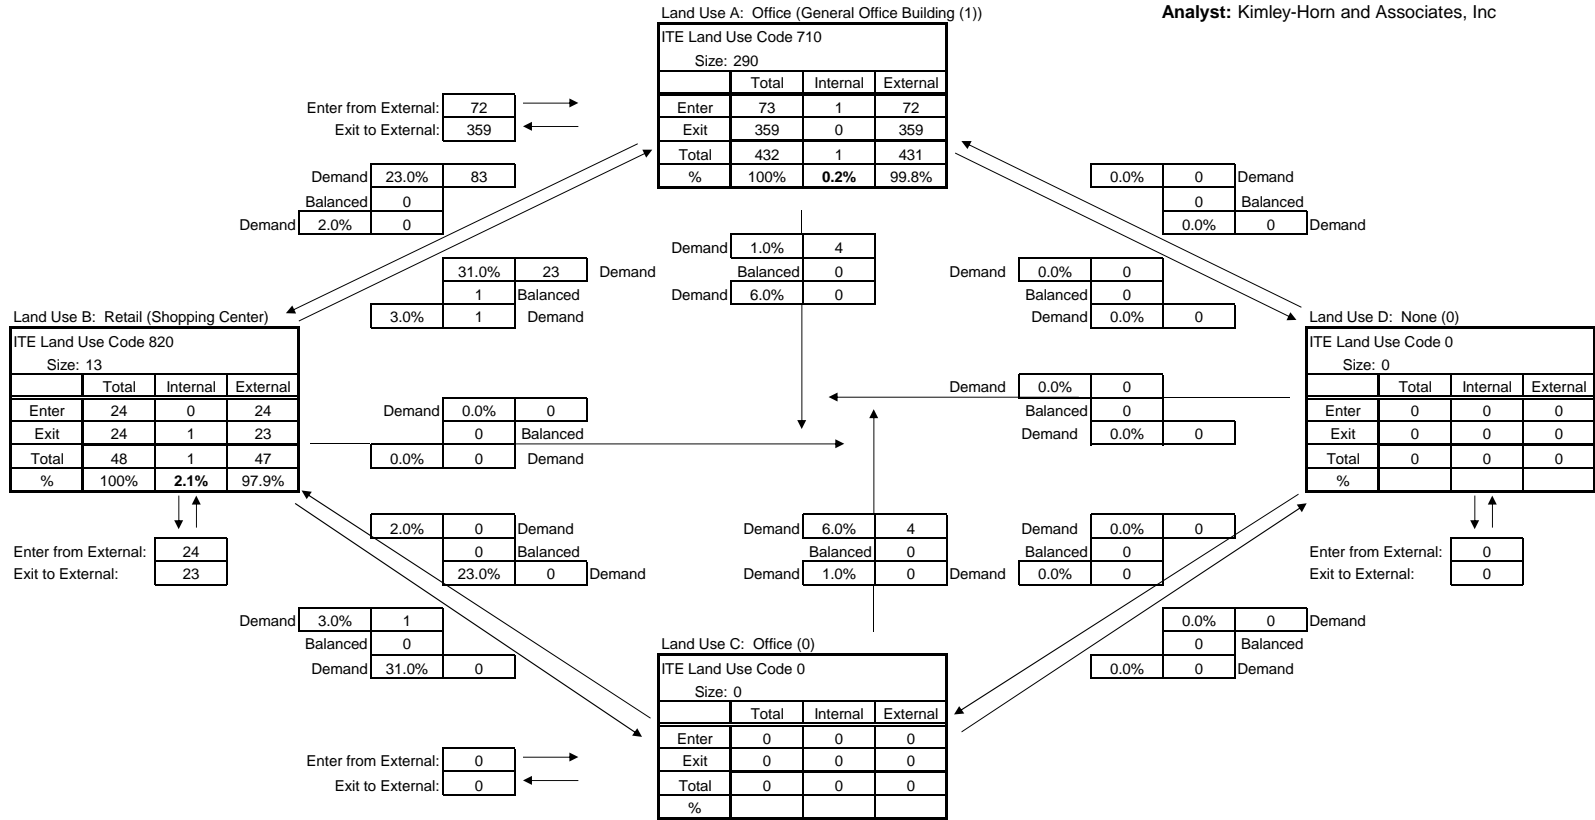 Land Use A: Office (General Office Building (1))
Analyst: Kimley-Horn and Associates, Inc
ITE Land Use Code 710
Size: 290
Total Internal External
Enter 73 1 72
Exit 359 0 359
Total 432 1 431
% 100% 0.2% 99.8%
Enter from External: 72
Exit to External: 359
Demand 23.0% 83
Balanced 0
Demand 2.0% 0
31.0% 23 Demand
1 Balanced
3.0% 1 Demand
Demand 1.0% 4
Balanced 0
Demand 6.0% 0
0.0% 0 Demand
0 Balanced
0.0% 0 Demand
Demand 0.0% 0
Balanced 0
Demand 0.0% 0
Land Use B: Retail (Shopping Center)
ITE Land Use Code 820
Size: 13
Total Internal External
Enter 24 0 24
Exit 24 1 23
Total 48 1 47
% 100% 2.1% 97.9%
Enter from External: 24
Exit to External: 23
Demand 0.0% 0
0 Balanced
0.0% 0 Demand
Demand 0.0% 0
Balanced 0
Demand 0.0% 0
Land Use D: None (0)
ITE Land Use Code 0
Size: 0
Total Internal External
Enter 0 0 0
Exit 0 0 0
Total 0 0 0
%
Enter from External: 0
Exit to External: 0
2.0% 0 Demand
0 Balanced
23.0% 0 Demand
Demand 6.0% 4
Balanced 0
Demand 1.0% 0
Demand 0.0% 0
Balanced 0
Demand 0.0% 0
Demand 3.0% 1
Balanced 0
Demand 31.0% 0
0.0% 0 Demand
0 Balanced
0.0% 0 Demand
Land Use C: Office (0)
ITE Land Use Code 0
Size: 0
Total Internal External
Enter 0 0 0
Exit 0 0 0
Total 0 0 0
%
Enter from External: 0
Exit to External: 0